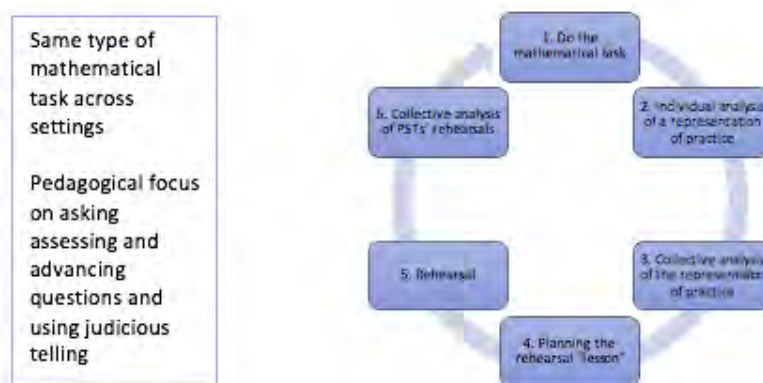 Same type of
mathematical
task across
settings
Pedagogical focus
on asking
assessing and
advancing
questions and
using judicious
telling
1. Do the
mathematical task
2. Individual analysis
of a representation
of practice
3. Collective analysis
of the representation
of practice
4. Planning the
rehearsal "lesson"
5. Rehearsal
6. Collective analysis
of PSTs' rehearsals